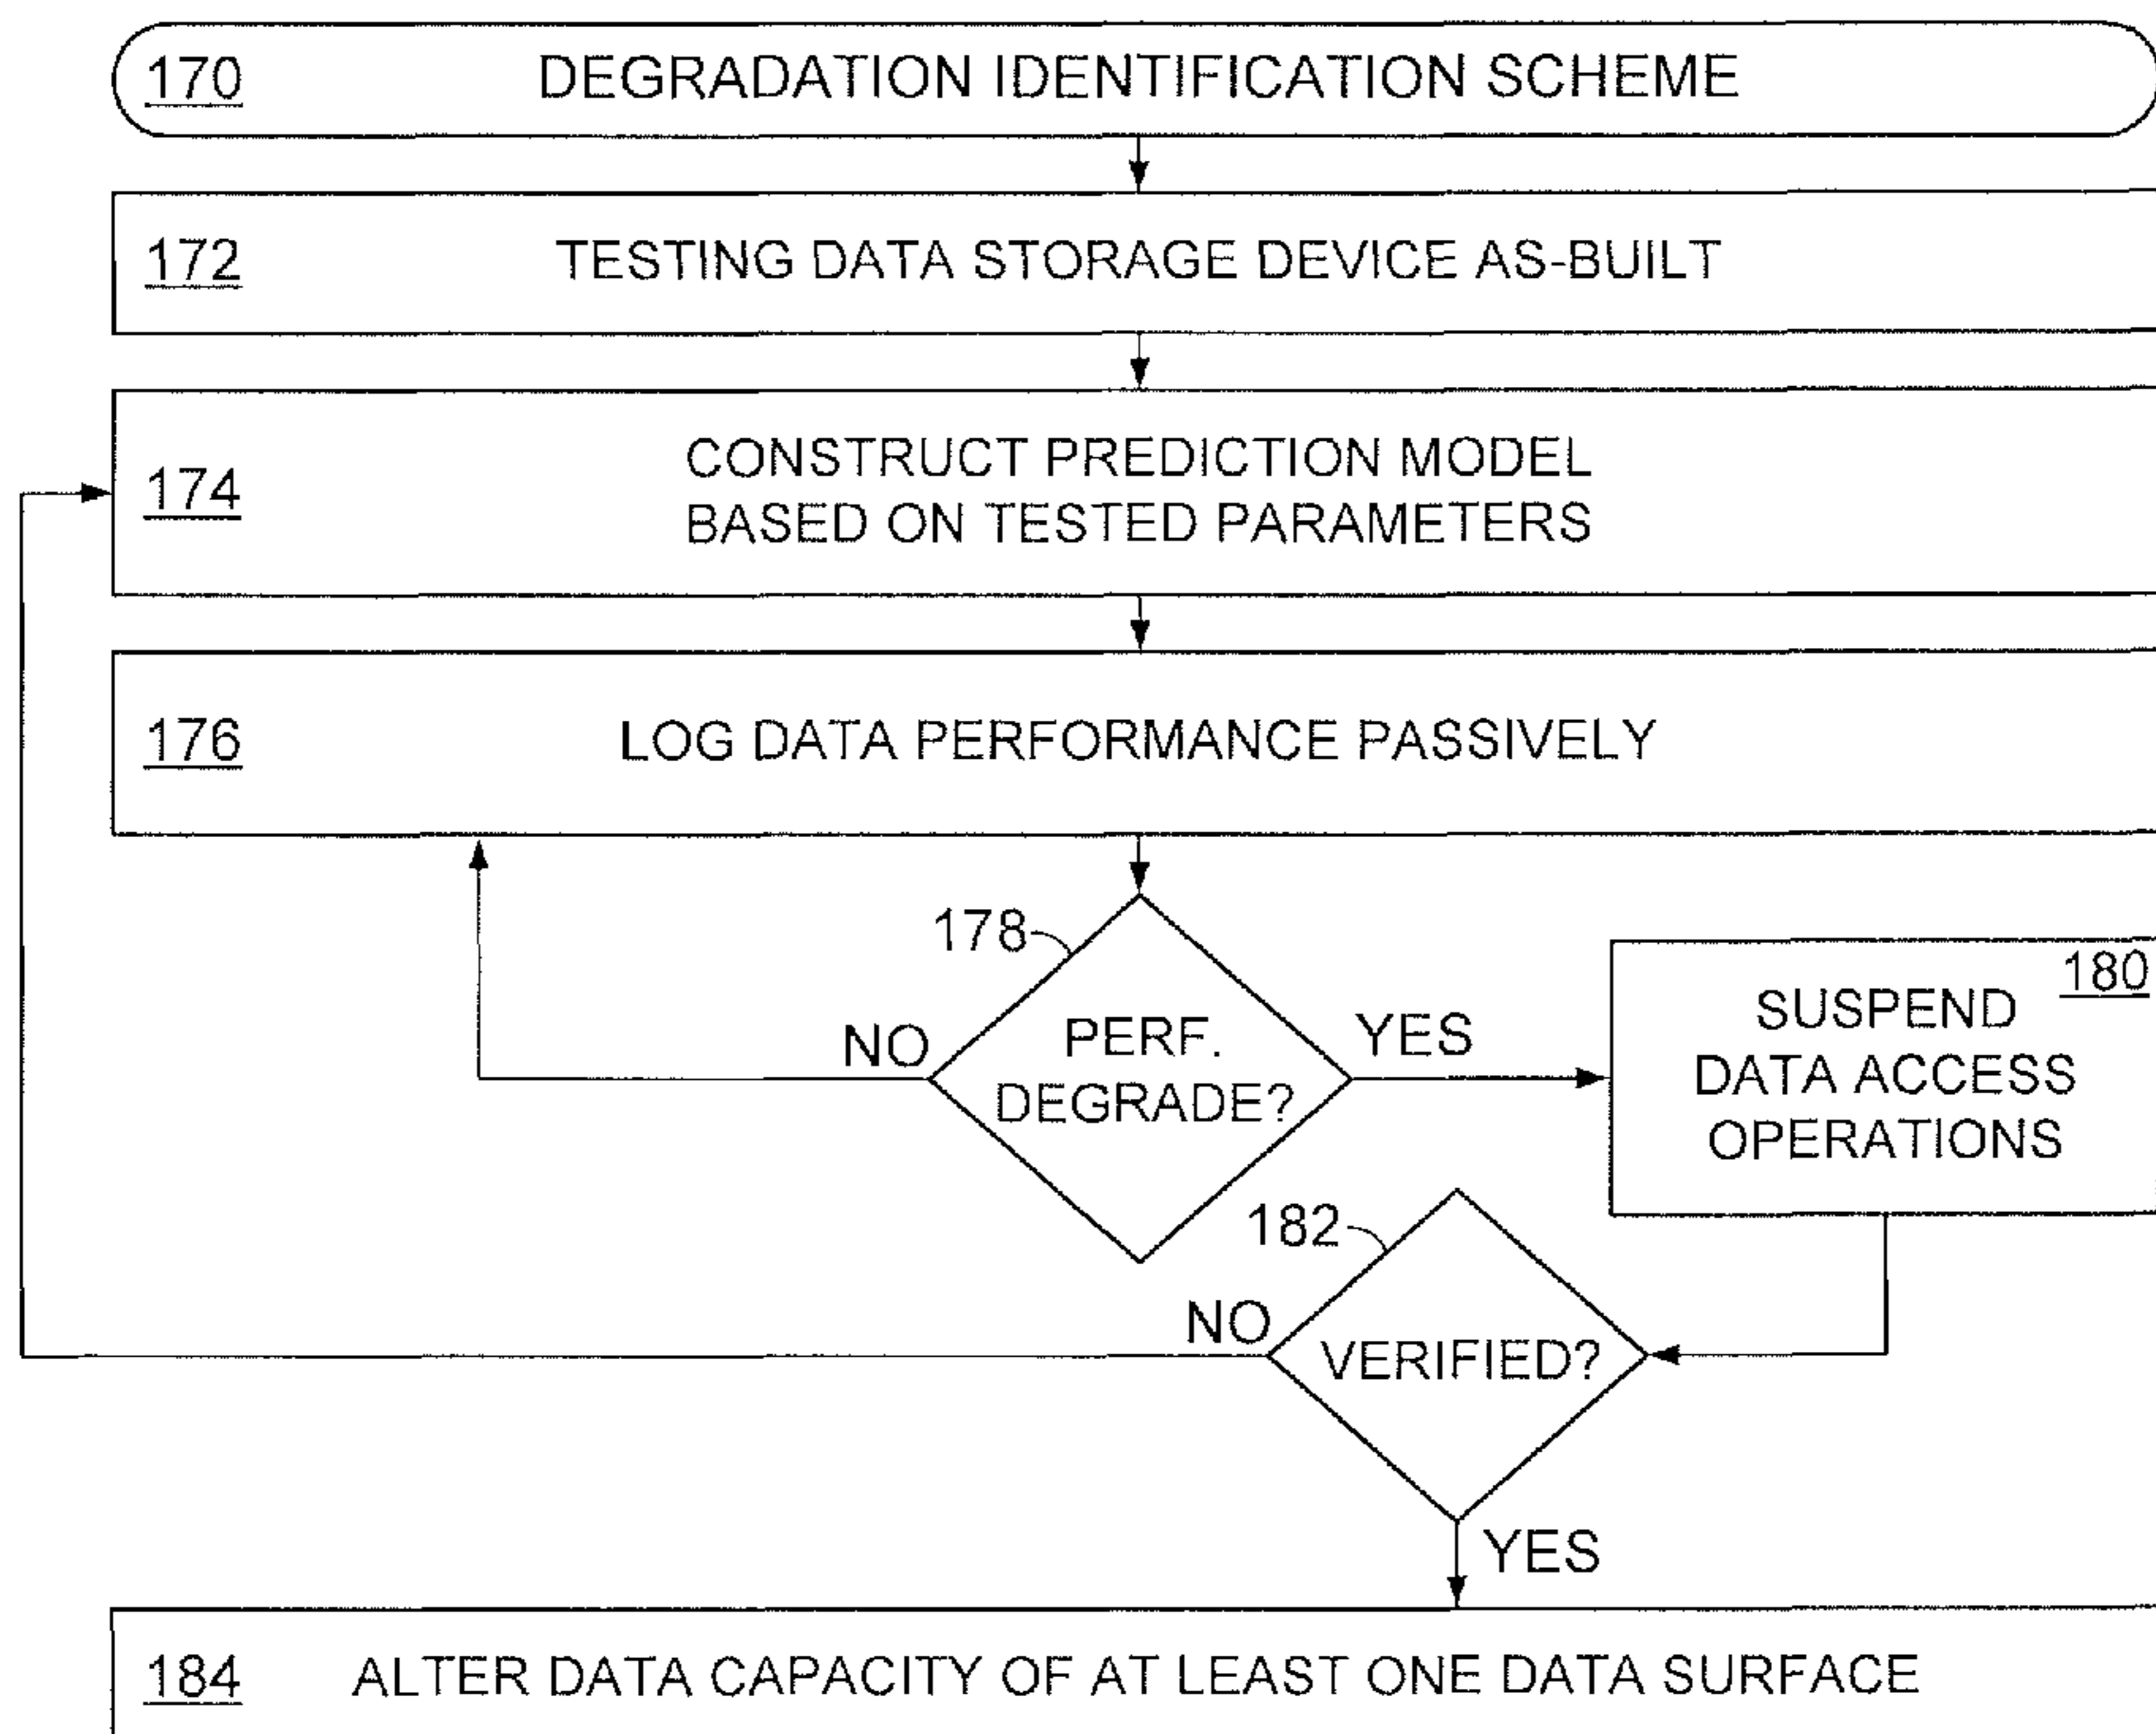 170 DEGRADATION IDENTIFICATION SCHEME
172 TESTING DATA STORAGE DEVICE AS-BUILT
174 CONSTRUCT PREDICTION MODEL
BASED ON TESTED PARAMETERS
176 LOG DATA PERFORMANCE PASSIVELY
178
NO
PERF.
DEGRADE?
YES
180
SUSPEND
DATA ACCESS
OPERATIONS
182
NO
VERIFIED?
YES
184 ALTER DATA CAPACITY OF AT LEAST ONE DATA SURFACE